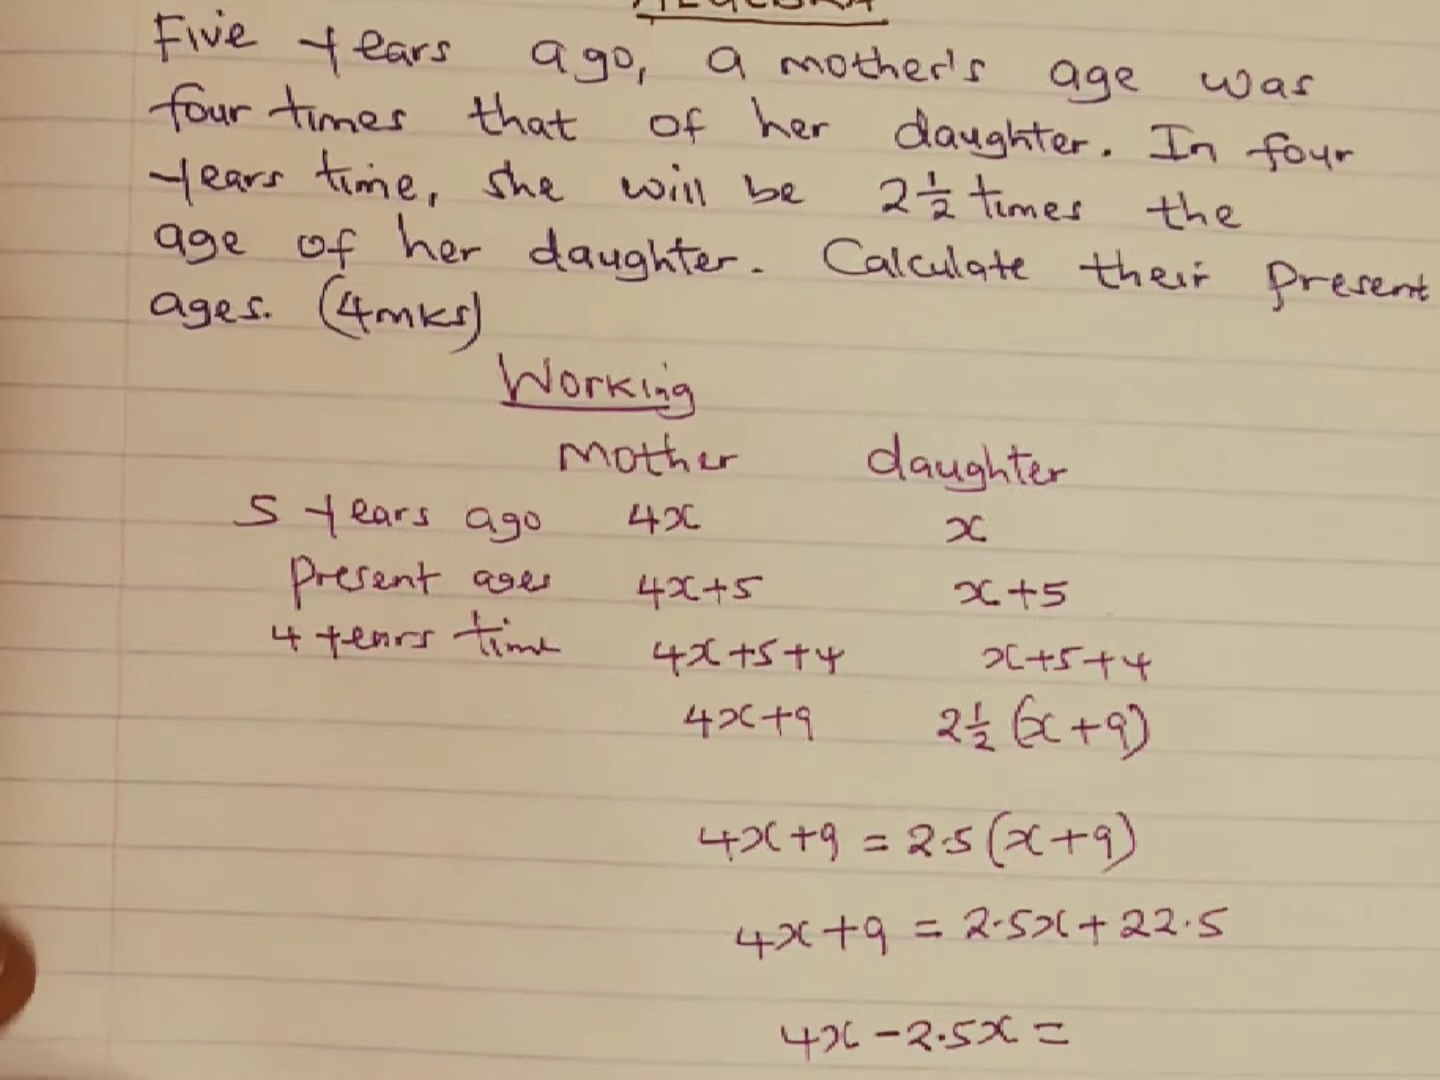 ALGEBRA
Five years ago, a mother's age was
four times that of her daughter. In four
years time, she will be 2½ times the
age of her daughter. Calculate their present
ages. (4mks)
Working
mother daughter
5 years ago 4x x
present ages 4x+5 x+5
4 years time 4x+5+4 x+5+4
4x+9 2½ (x+9)
4x+9 = 2.5(x+9)
4x+9 = 2.5x+22.5
4x-2.5x =